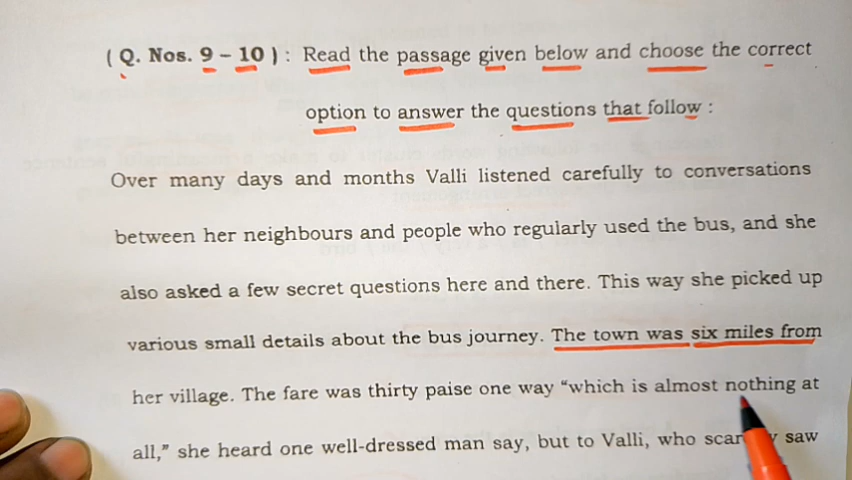 ( Q. Nos. 9 – 10 ) : Read the passage given below and choose the correct
option to answer the questions that follow :
Over many days and months Valli listened carefully to conversations
between her neighbours and people who regularly used the bus, and she
also asked a few secret questions here and there. This way she picked up
various small details about the bus journey. The town was six miles from
her village. The fare was thirty paise one way “which is almost nothing at
all,” she heard one well-dressed man say, but to Valli, who saw